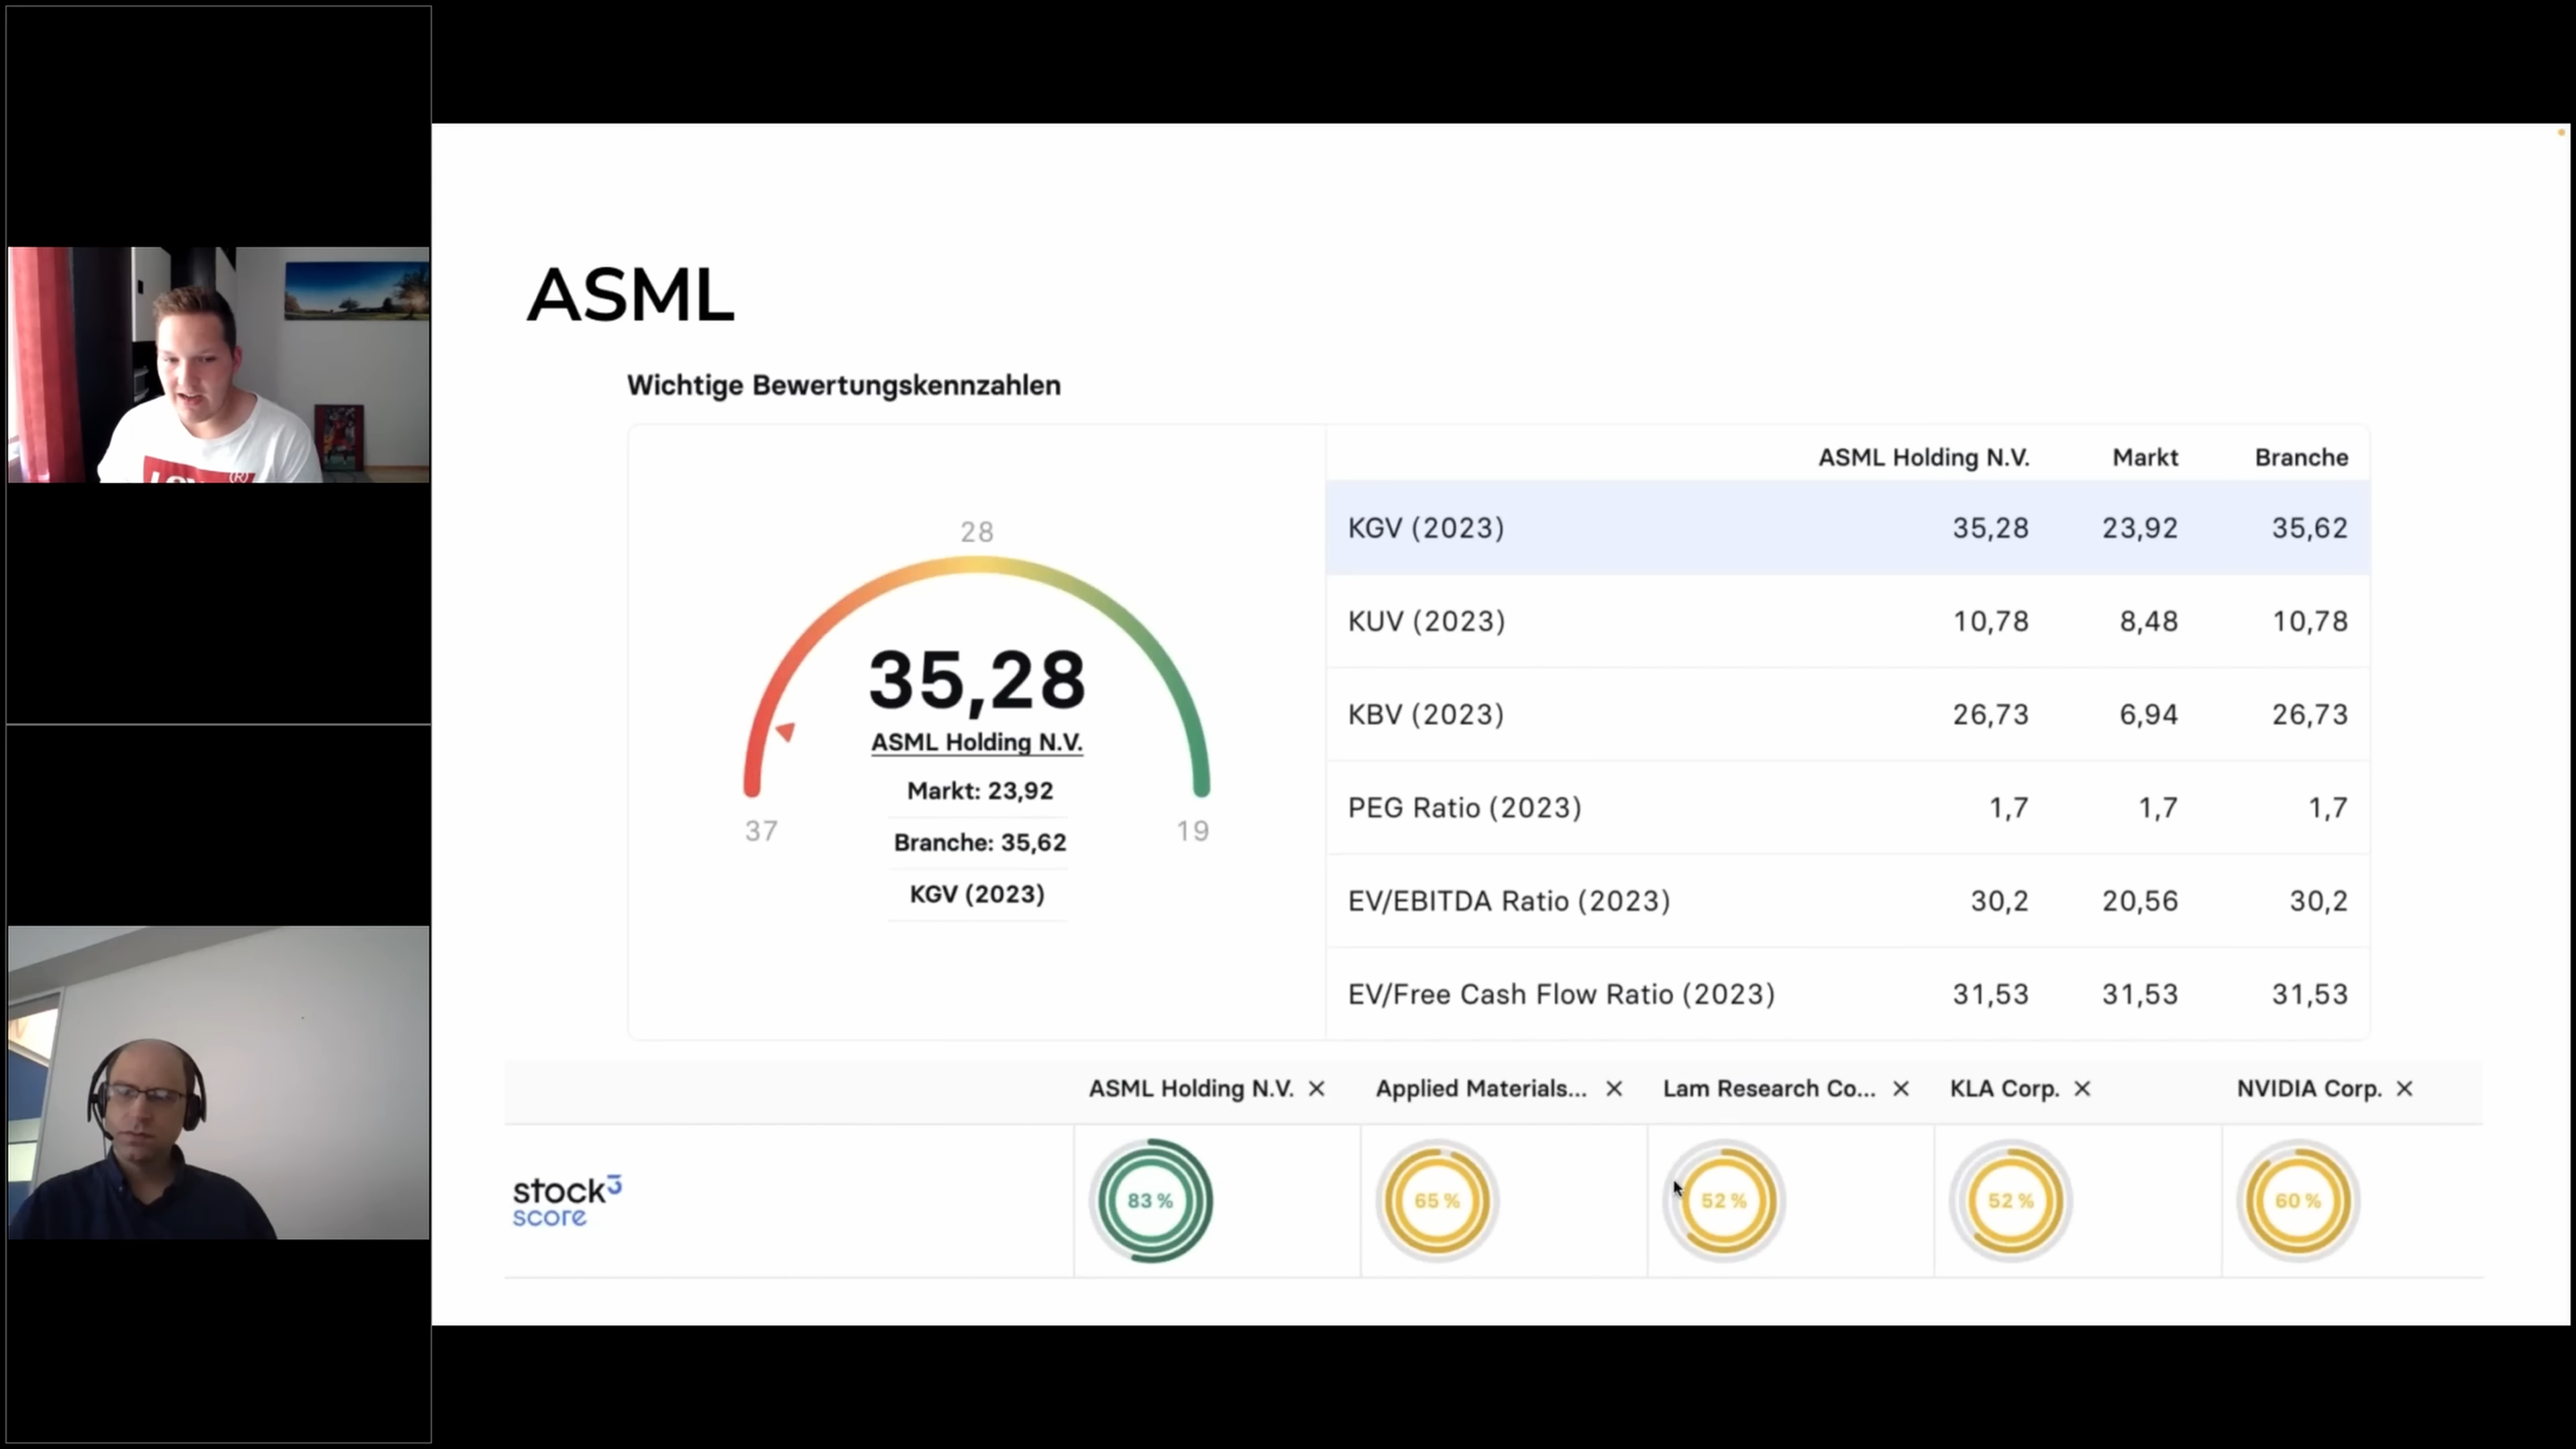 ASML
Wichtige Bewertungskennzahlen
28
35,28
ASML Holding N.V.
Markt: 23,92
Branche: 35,62
KGV (2023)
37
19
ASML Holding N.V. Markt Branche
KGV (2023) 35,28 23,92 35,62
KUV (2023) 10,78 8,48 10,78
KBV (2023) 26,73 6,94 26,73
PEG Ratio (2023) 1,7 1,7 1,7
EV/EBITDA Ratio (2023) 30,2 20,56 30,2
EV/Free Cash Flow Ratio (2023) 31,53 31,53 31,53
ASML Holding N.V. × Applied Materials... × Lam Research Co... × KLA Corp. × NVIDIA Corp. ×
stock3 83 % 65 % 52 % 52 % 60 %
score